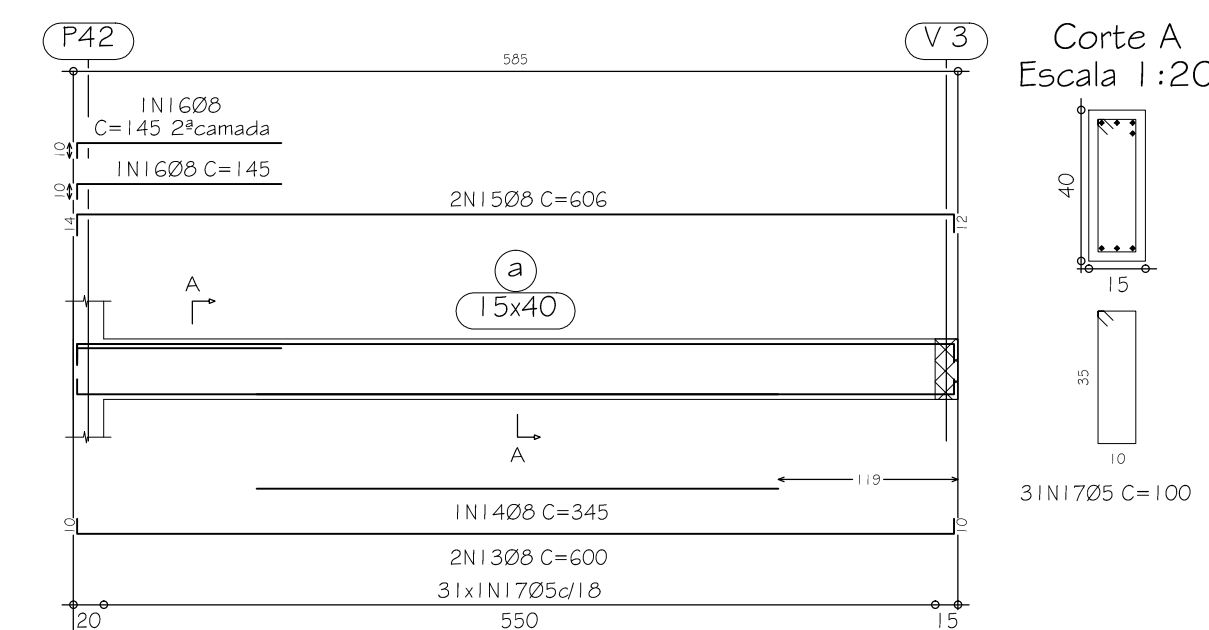 P42
V 3
585
1N16Ø8
C=145 2ªcamada
10
1N16Ø8 C=145
10
2N15Ø8 C=606
14
12
a
15x40
A
A
119
1N14Ø8 C=345
10
10
2N13Ø8 C=600
31x1N17Ø5c/18
20
550
15
Corte A
Escala 1:20
40
15
35
10
31N17Ø5 C=100